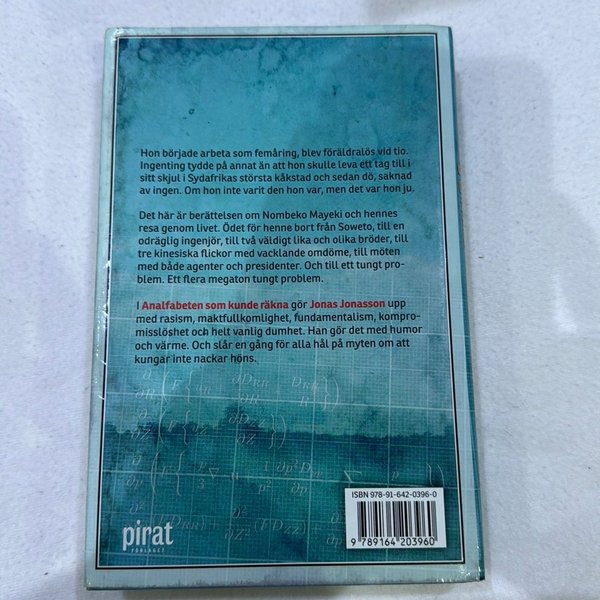 Hon började arbeta som femåring, blev föräldralös vid tio.
Ingenting tydde på annat än att hon skulle leva ett tag till i
sitt skjul i Sydafrikas största kåkstad och sedan dö, saknad
av ingen. Om hon inte varit den hon var, men det var hon ju.
Det här är berättelsen om Nombeko Mayeki och hennes
resa genom livet. Ödet för henne bort från Soweto, till en
odräglig ingenjör, till två väldigt lika och olika bröder, till
tre kinesiska flickor med vacklande omdöme, till möten
med både agenter och presidenter. Och till ett tungt pro-
blem. Ett flera megaton tungt problem.
I Analfabeten som kunde räkna gör Jonas Jonasson upp
med rasism, maktfullkomlighet, fundamentalism, kompro-
misslöshet och helt vanlig dumhet. Han gör det med humor
och värme. Och slår en gång för alla hål på myten om att
kungar inte nackar höns.
ISBN 978-91-642-0396-0
9 789164 203960
pirat
FÖRLAGET